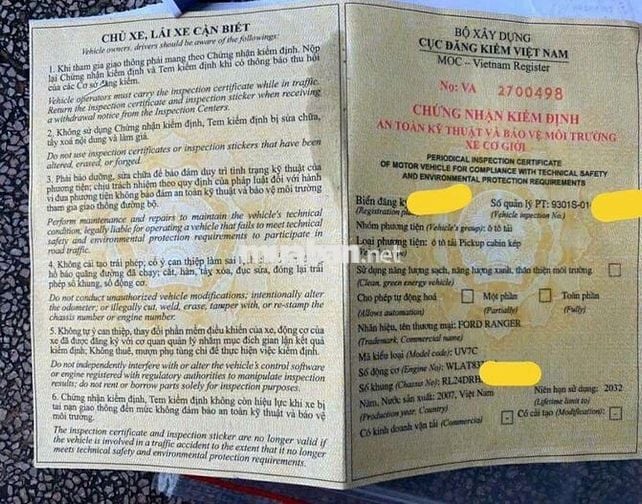 CHỦ XE, LÁI XE CẦN BIẾT
Vehicle owners, drivers should be aware of the followings:
1. Khi tham gia giao thông phải mang theo Chứng nhận kiểm định. Nộp
lại Chứng nhận kiểm định và Tem kiểm định khi có thông báo thu hồi
của các Cơ sở đăng kiểm.
Vehicle operators must carry the inspection certificate while in traffic.
Return the inspection certificate and inspection sticker when receiving
a withdrawal notice from the Inspection Centers.
2. Không sử dụng Chứng nhận kiểm định, Tem kiểm định bị sửa chữa,
tẩy xoá nội dung và làm giả.
Do not use inspection certificates or inspection stickers that have been
altered, erased, or forged.
3. Phải bảo dưỡng, sửa chữa để bảo đảm duy trì tình trạng kỹ thuật của
phương tiện; chịu trách nhiệm theo quy định của pháp luật đối với hành
vi đưa phương tiện không bảo đảm an toàn kỹ thuật và bảo vệ môi trường
tham gia giao thông đường bộ.
Perform maintenance and repairs to maintain the vehicle's technical
condition; legally liable for operating a vehicle that fails to meet technical
safety and environmental protection requirements to participate in
road traffic.
4. Không cải tạo trái phép, cố ý can thiệp làm sai l
hồ báo quãng đường đã chạy; cắt, hàn, tẩy xóa, đục sửa, đóng lại trái
phép số khung, số động cơ.
Do not conduct unauthorized vehicle modifications; intentionally alter
the odometer; or illegally cut, weld, erase, tamper with, or re-stamp the
chassis number or engine number.
5. Không tự ý can thiệp, thay đổi phần mềm điều khiển của xe, động cơ của
xe đã được đăng ký với cơ quan quản lý nhằm mục đích gian lận kết quả
kiểm định; Không thuê, mượn phụ tùng chỉ để thực hiện việc kiểm định.
Do not independently interfere with or alter the vehicle's control software
or engine registered with regulatory authorities to manipulate inspection
results; do not rent or borrow parts solely for inspection purposes.
6. Chứng nhận kiểm định, Tem kiểm định không còn hiệu lực khi xe bị
tai nạn giao thông đến mức không đảm bảo an toàn kỹ thuật và bảo vệ
môi trường.
The inspection certificate and inspection sticker are no longer valid if
the vehicle is involved in a traffic accident to the extent that it no longer
meets technical safety and environmental protection requirements.
BỘ XÂY DỰNG
CỤC ĐĂNG KIỂM VIỆT NAM
MOC – Vietnam Register
No: VA 2700498
CHỨNG NHẬN KIỂM ĐỊNH
AN TOÀN KỸ THUẬT VÀ BẢO VỆ MÔI TRƯỜNG
XE CƠ GIỚI
PERIODICAL INSPECTION CERTIFICATE
OF MOTOR VEHICLE FOR COMPLIANCE WITH TECHNICAL SAFETY
AND ENVIRONMENTAL PROTECTION REQUIREMENTS
Biển đăng k Số quản lý PT: 9301S-01
(Registration pl (Vehicle inspection No.)
Nhóm phương tiện (Vehicle's group): ô tô tải
Loại phương tiện: ô tô tải Pickup cabin kép
Sử dụng năng lượng sạch, năng lượng xanh, thân thiện môi trường
(Clean, green energy vehicle)
Cho phép tự động hoá Một phần Toàn phần
(Allows automation) (Partially) (Fully)
Nhãn hiệu, tên thương mại: FORD RANGER
(Trademark, Commercial name)
Mã kiểu loại (Model code): UV7C
Số động cơ (Engine No): WLAT83
Số khung (Chassis No): RL24DRH
Năm, Nước sản xuất: 2007, Việt Nam Niên hạn sử dụng: 2032
(Production year, Country) (Lifetime limit to)
Có kinh doanh vận tải (Commercial Có cải tạo (Modification)